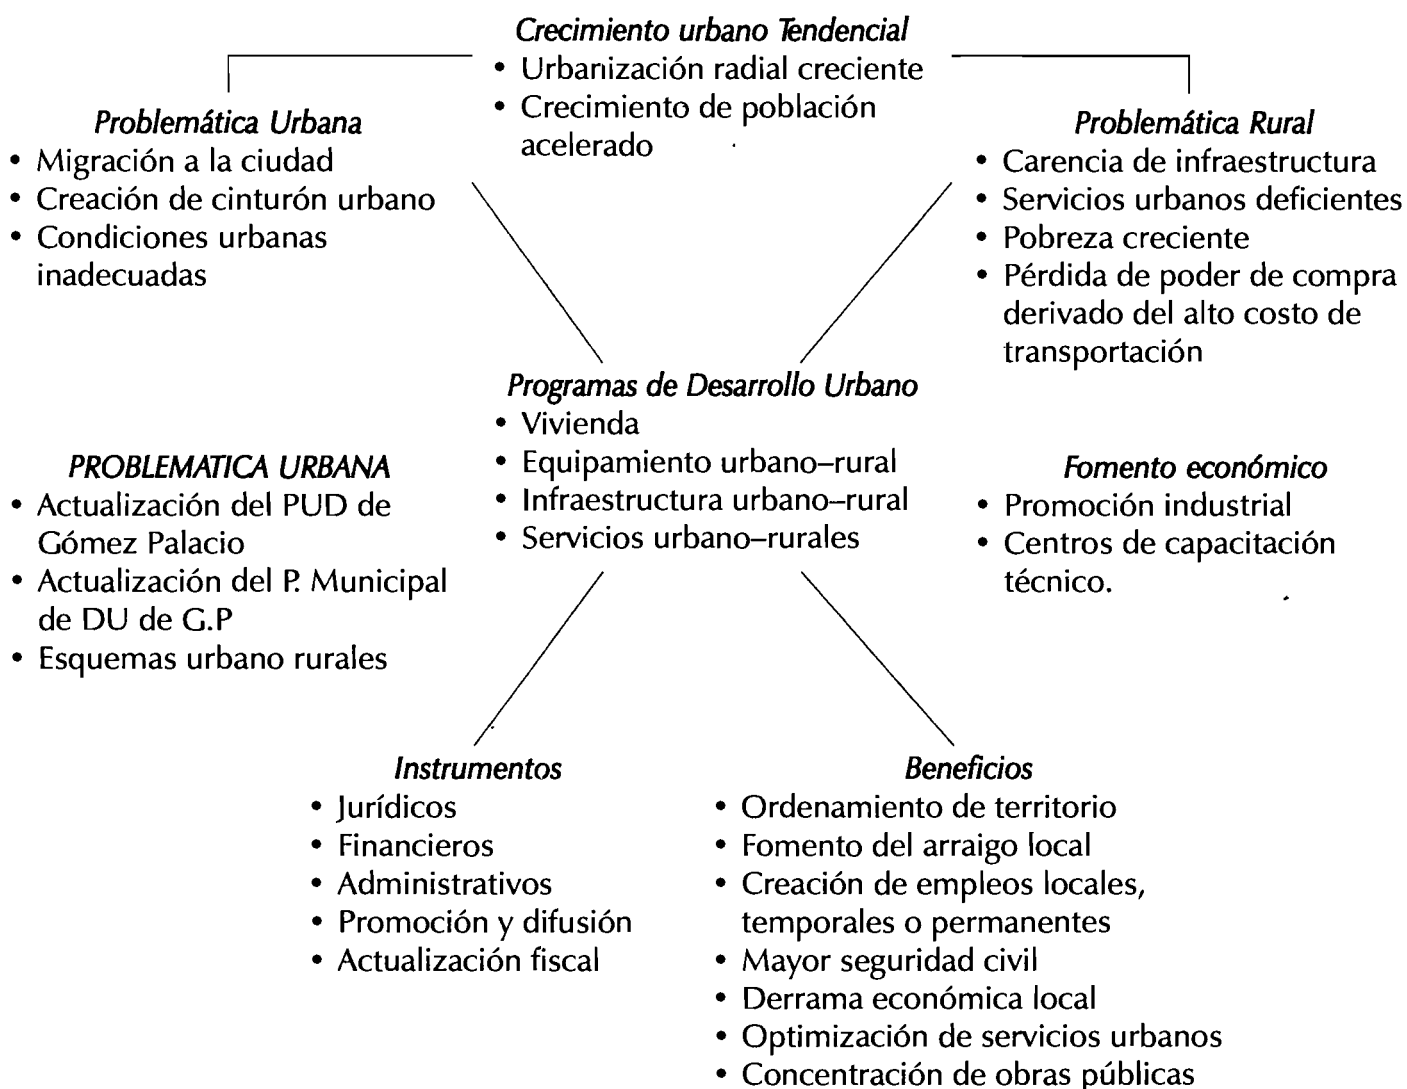 Crecimiento urbano Tendencial
• Urbanización radial creciente
• Crecimiento de población
acelerado
Problemática Urbana
• Migración a la ciudad
• Creación de cinturón urbano
• Condiciones urbanas
inadecuadas
Problemática Rural
• Carencia de infraestructura
• Servicios urbanos deficientes
• Pobreza creciente
• Pérdida de poder de compra
derivado del alto costo de
transportación
Programas de Desarrollo Urbano
• Vivienda
• Equipamiento urbano–rural
• Infraestructura urbano–rural
• Servicios urbano–rurales
PROBLEMATICA URBANA
• Actualización del PUD de
Gómez Palacio
• Actualización del P. Municipal
de DU de G.P
• Esquemas urbano rurales
Fomento económico
• Promoción industrial
• Centros de capacitación
técnico.
Instrumentos
• Jurídicos
• Financieros
• Administrativos
• Promoción y difusión
• Actualización fiscal
Beneficios
• Ordenamiento de territorio
• Fomento del arraigo local
• Creación de empleos locales,
temporales o permanentes
• Mayor seguridad civil
• Derrama económica local
• Optimización de servicios urbanos
• Concentración de obras públicas